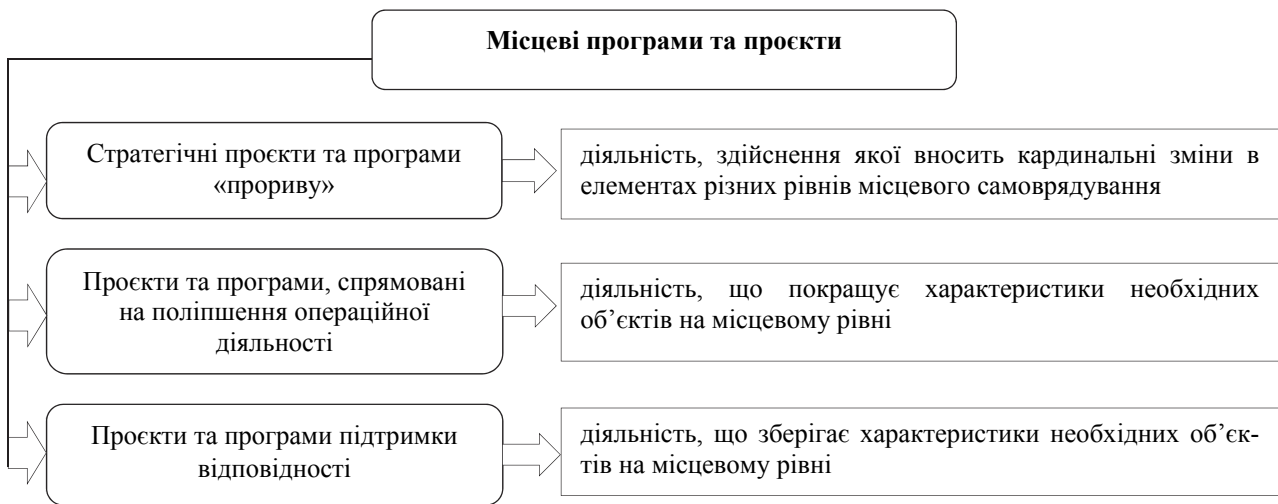 Місцеві програми та проєкти
Стратегічні проєкти та програми
«прориву»
діяльність, здійснення якої вносить кардинальні зміни в
елементах різних рівнів місцевого самоврядування
Проєкти та програми, спрямовані
на поліпшення операційної
діяльності
діяльність, що покращує характеристики необхідних
об’єктів на місцевому рівні
Проєкти та програми підтримки
відповідності
діяльність, що зберігає характеристики необхідних об’єк-
тів на місцевому рівні